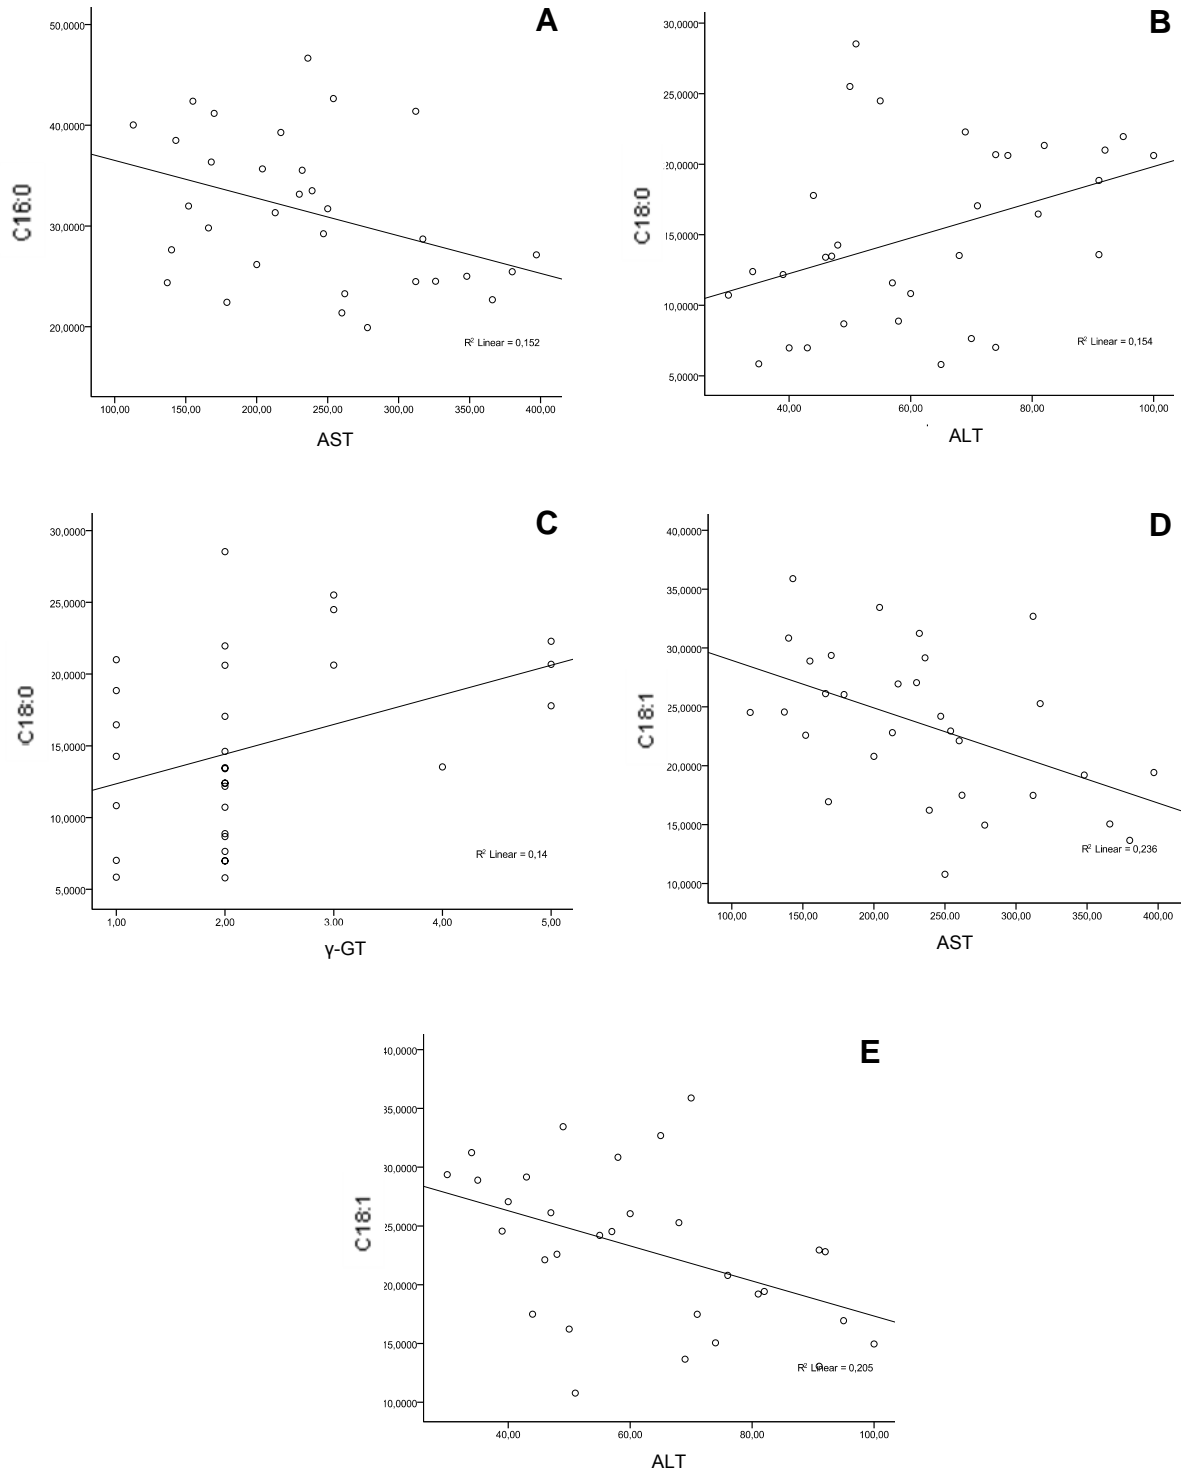 A
50,0000
40,0000
30,0000
20,0000
C16:0
R² Linear = 0,152
100,00 150,00 200,00 250,00 300,00 350,00 400,00
AST
B
30,0000
25,0000
20,0000
15,0000
10,0000
5,0000
C18:0
R² Linear = 0,154
40,00 60,00 80,00 100,00
ALT
C
30,0000
25,0000
20,0000
15,0000
10,0000
5,0000
C18:0
R² Linear = 0,14
1,00 2,00 3,00 4,00 5,00
γ-GT
D
40,0000
35,0000
30,0000
25,0000
20,0000
15,0000
10,0000
C18:1
R² Linear = 0,236
100,00 150,00 200,00 250,00 300,00 350,00 400,00
AST
E
40,0000
35,0000
30,0000
25,0000
20,0000
15,0000
10,0000
C18:1
R² Linear = 0,205
40,00 60,00 80,00 100,00
ALT